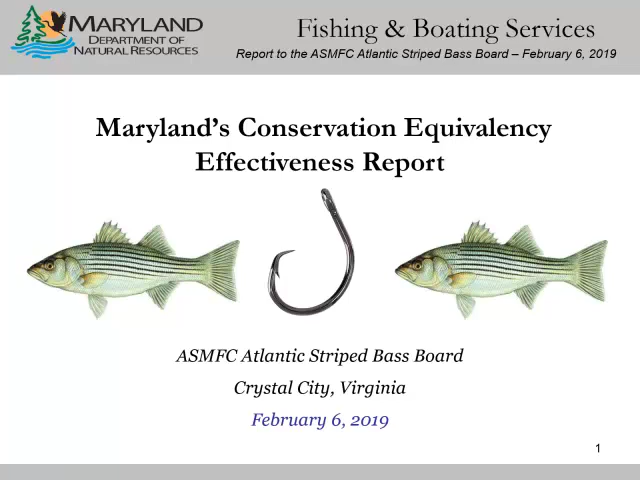 MARYLAND
DEPARTMENT OF
NATURAL RESOURCES
Fishing & Boating Services
Report to the ASMFC Atlantic Striped Bass Board – February 6, 2019
Maryland's Conservation Equivalency
Effectiveness Report
ASMFC Atlantic Striped Bass Board
Crystal City, Virginia
February 6, 2019
1